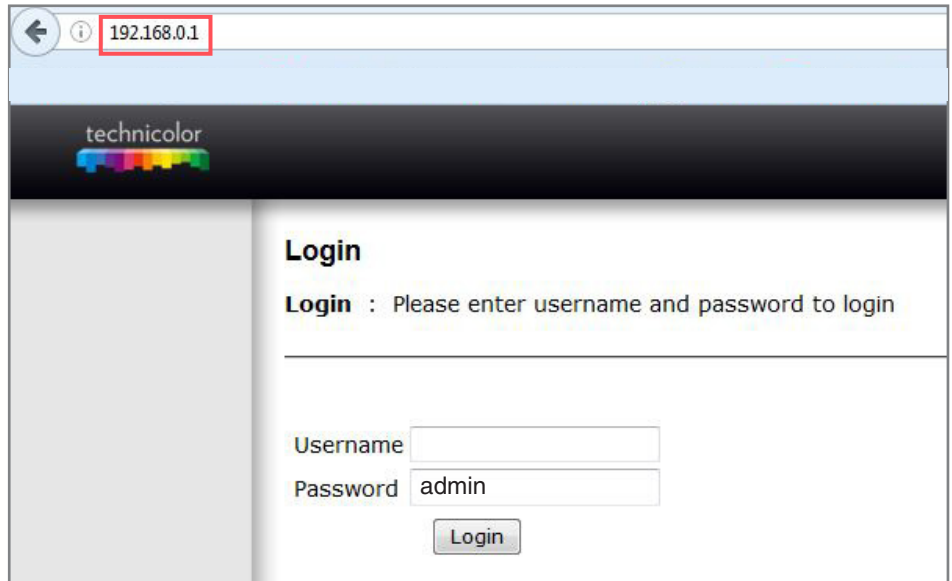 192.168.0.1
technicolor
Login
Login : Please enter username and password to login
Username
Password admin
Login